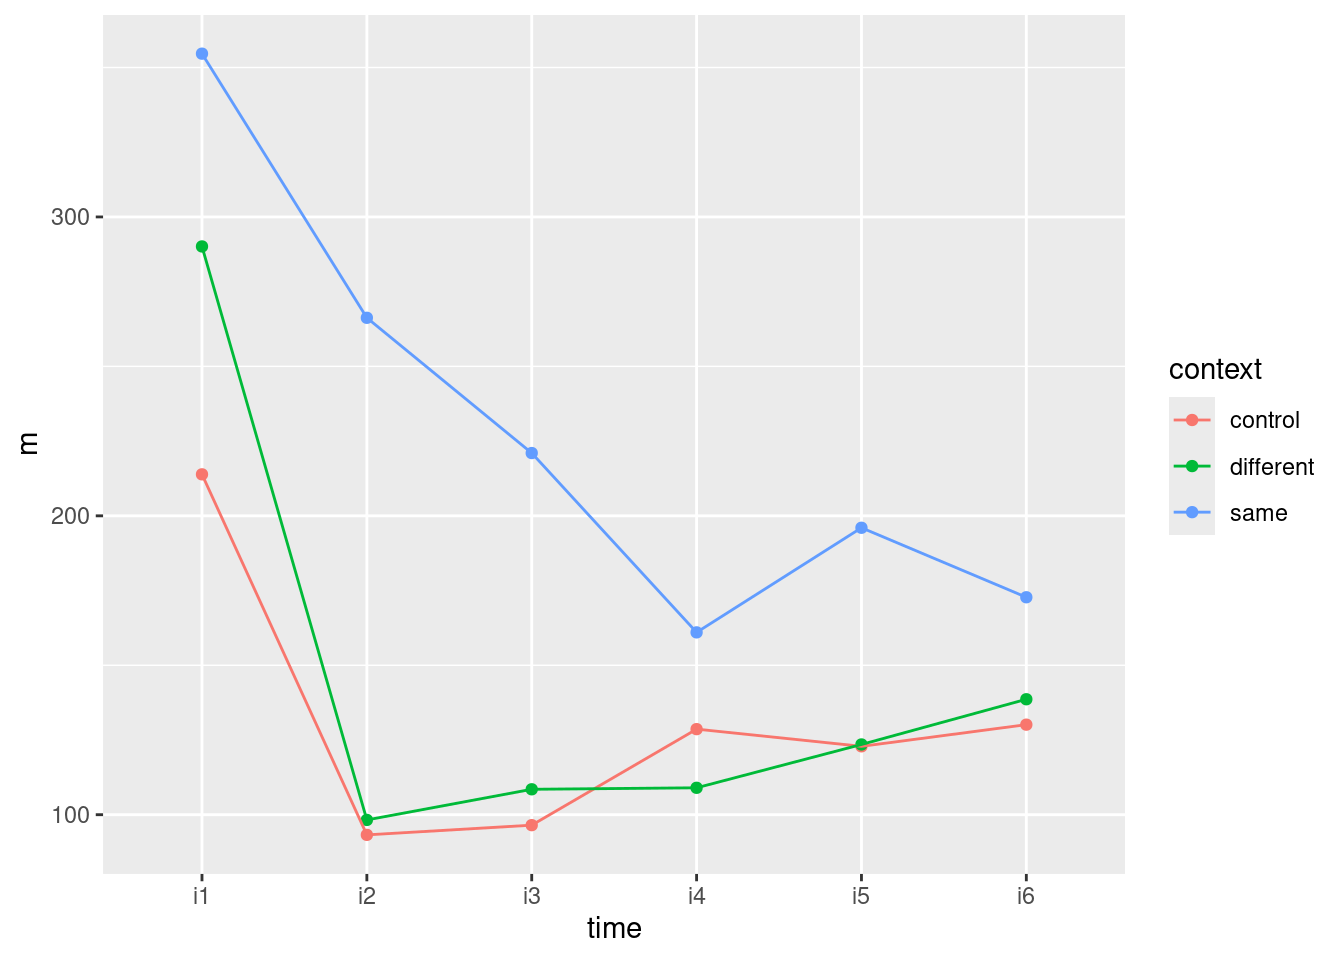 m
300
200
100
i1 i2 i3 i4 i5 i6
time
context
control
different
same